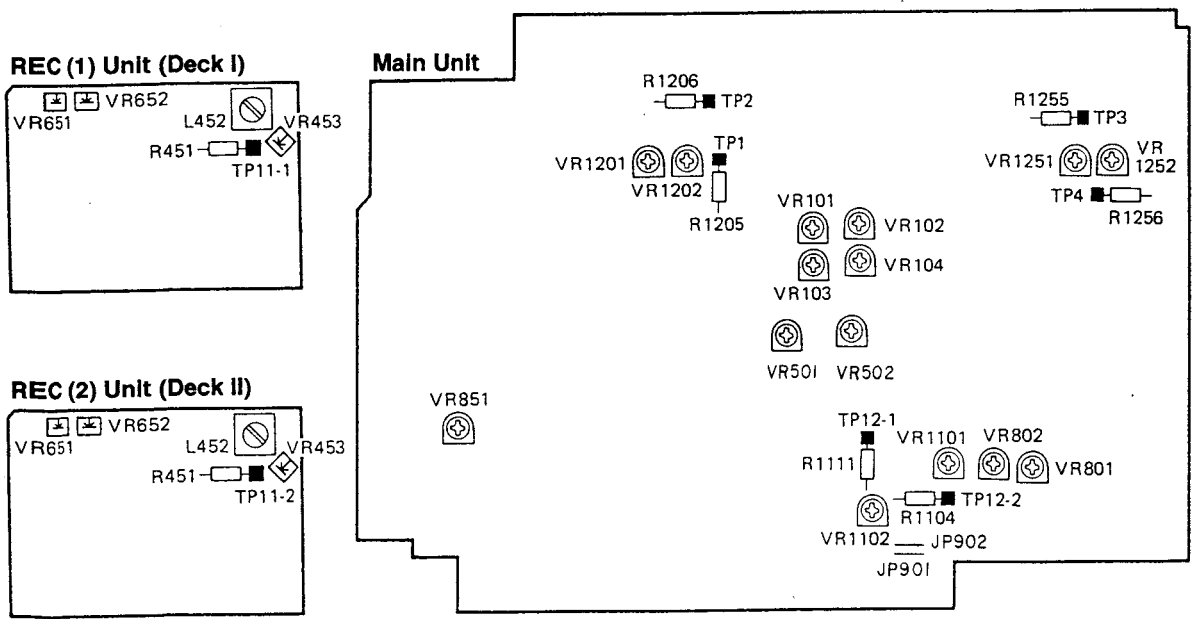 REC (1) Unit (Deck I)
VR651
VR652
L452
VR453
R451
TP11-1
REC (2) Unit (Deck II)
VR651
VR652
L452
VR453
R451
TP11-2
Main Unit
R1206
TP2
R1255
TP3
TP1
VR1201
VR1202
R1205
VR1251
VR
1252
TP4
R1256
VR101
VR102
VR103
VR104
VR501
VR502
VR851
TP12-1
R1111
VR1101
VR802
VR801
R1104
TP12-2
VR1102
JP902
JP901